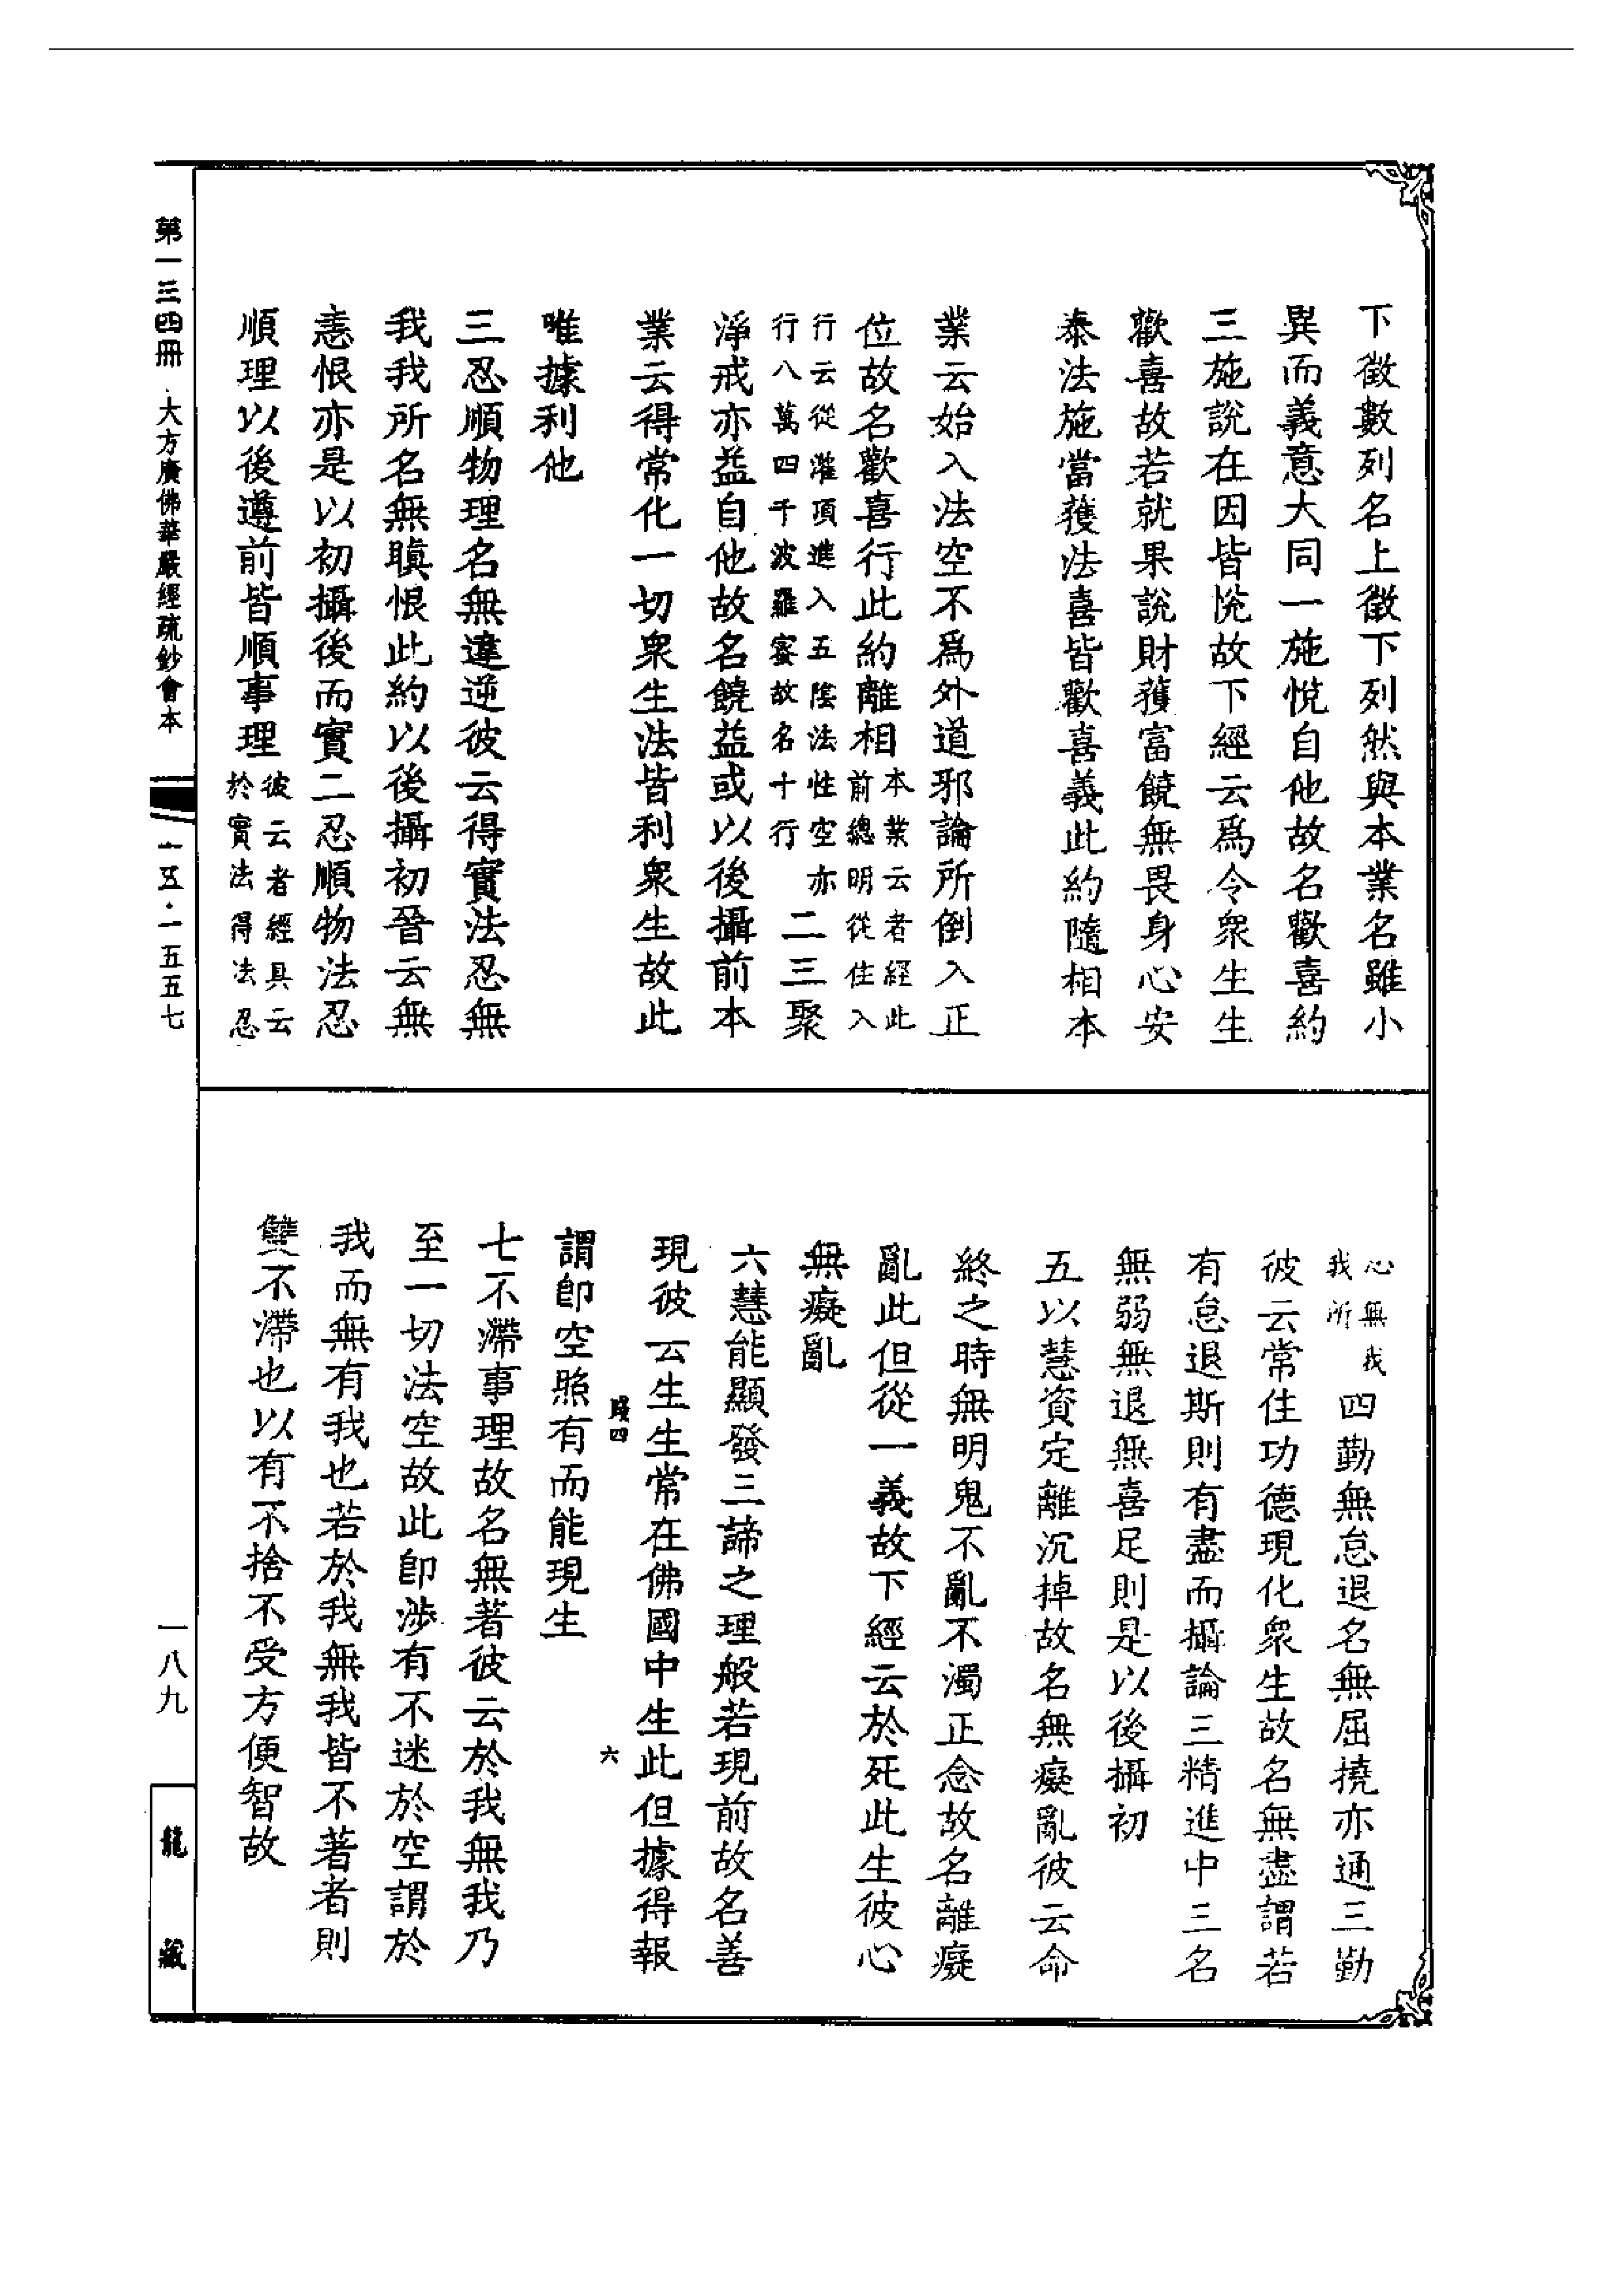 下徵數列名上徵下列然與本業名雖小
異而義意大同一施悅自他故名歡喜約
三施說在因皆悅故下經云爲令衆生生
歡喜故若就果說財獲富饒無畏身心安
泰法施當獲法喜皆歡喜義此約隨相本
業云始入法空不爲外道邪論所倒入正
位故名歡喜行此約離相本業云者經此
前總明從住入
行云從灌頂進入五陰法性空亦
行八萬四千波羅蜜故名十行二三聚
淨戒亦益自他故名饒益或以後攝前本
業云得常化一切衆生法皆利衆生故此
唯據利他
三忍順物理名無違逆彼云得實法忍無
我我所名無瞋恨此約以後攝初晉云無
恚恨亦是以初攝後而實二忍順物法忍
順理以後遵前皆順事理彼云者經具云
於實法得法忍
心無我
我所四勤無怠退名無屈撓亦通三勤
彼云常住功德現化衆生故名無盡謂若
有怠退斯則有盡而攝論三精進中三名
無弱無退無喜足則是以後攝初
五以慧資定離沉掉故名無癡亂彼云命
終之時無明鬼不亂不濁正念故名離癡
亂此但從一義故下經云於死此生彼心
無癡亂
六慧能顯發三諦之理般若現前故名善
現彼云生生常在佛國中生此但據得報
六
謂卽空照有而能現生
七不滯事理故名無著彼云於我無我乃
至一切法空故此卽涉有不迷於空謂於
我而無有我也若於我無我皆不著者則
雙不滯也以有不捨不受方便智故
第一三四冊·大方廣佛華嚴經疏鈔會本
一五·一五五七
一八九
龍藏